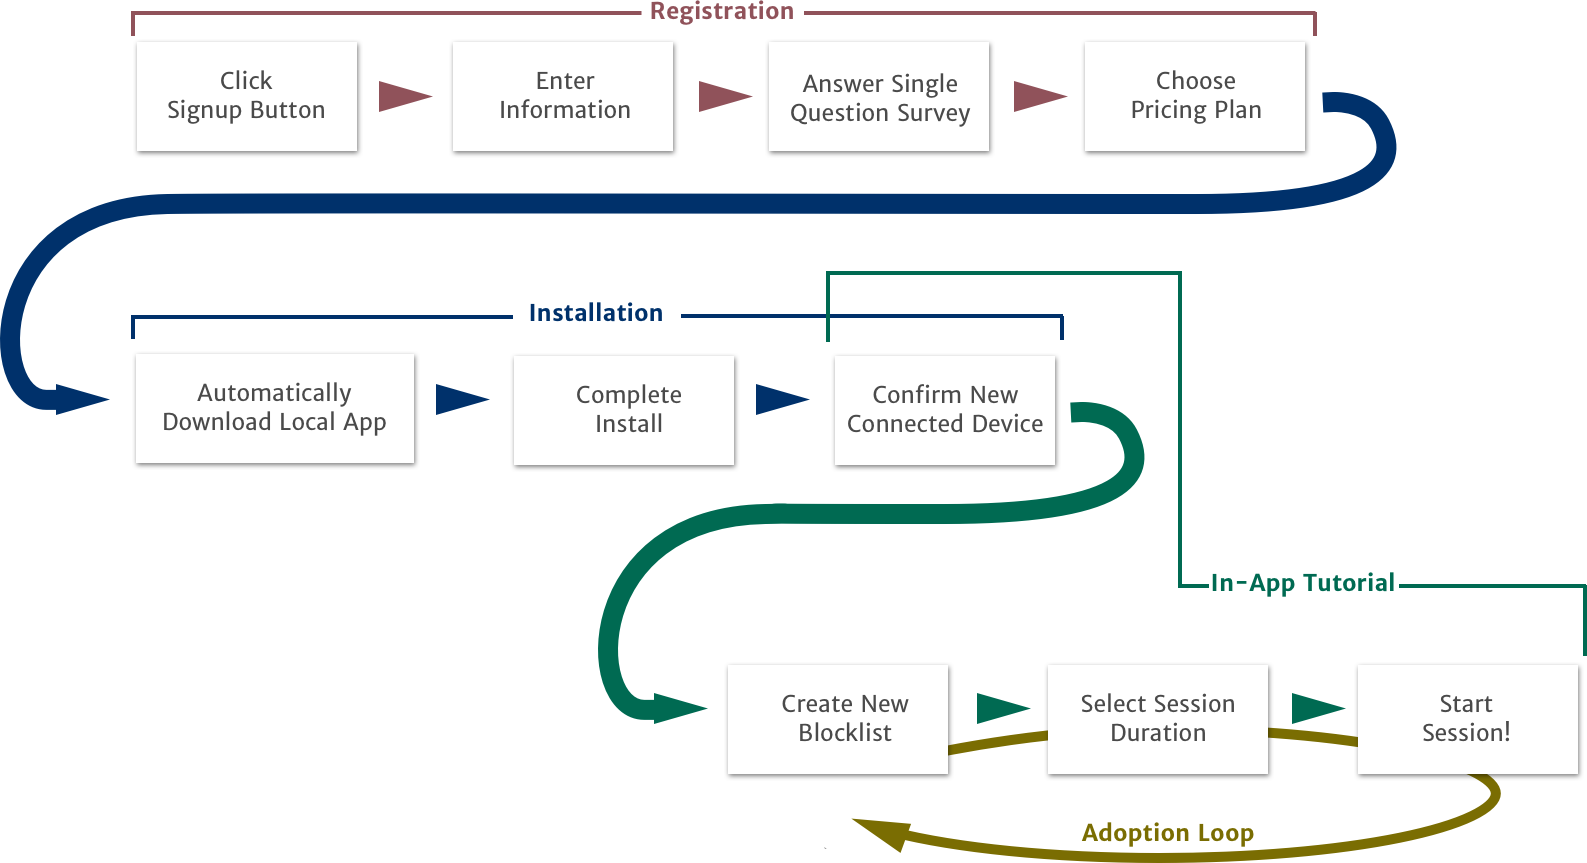 Registration
Click
Signup Button
Enter
Information
Answer Single
Question Survey
Choose
Pricing Plan
Installation
Automatically
Download Local App
Complete
Install
Confirm New
Connected Device
In-App Tutorial
Create New
Blocklist
Select Session
Duration
Start
Session!
Adoption Loop